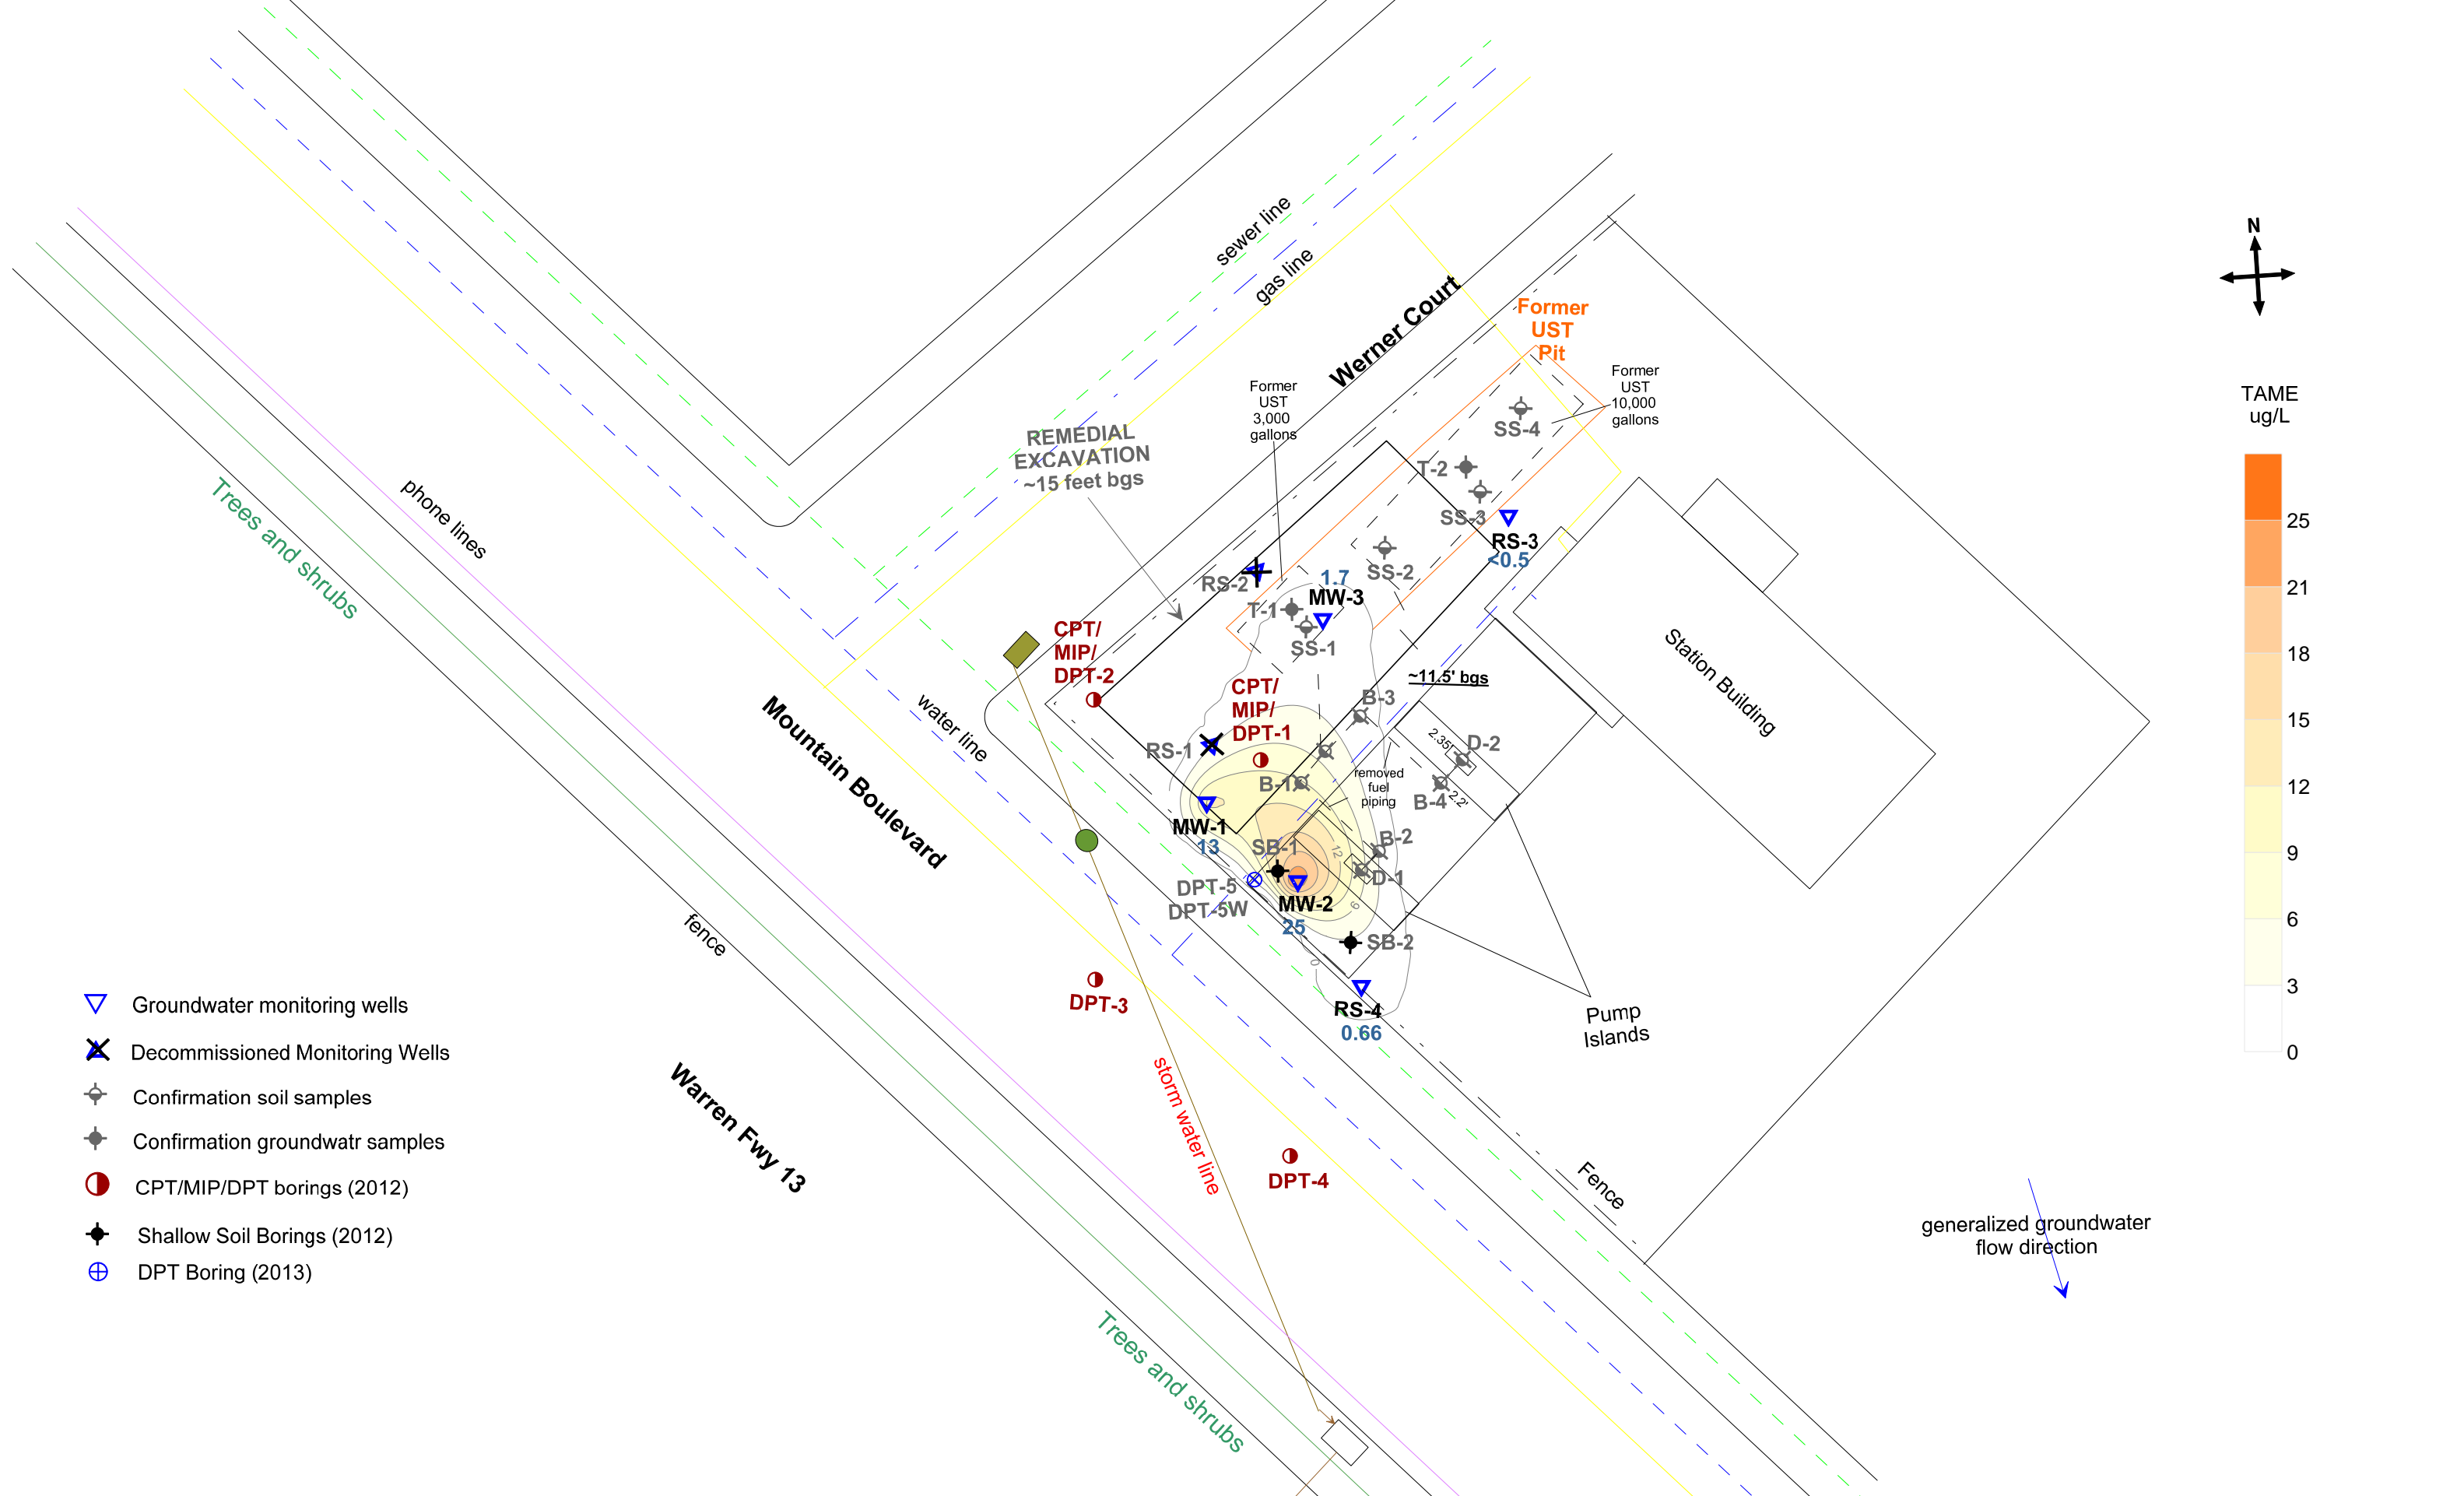 N
TAME
ug/L
25
21
18
15
12
9
6
3
0
sewer line
gas line
Werner Court
Former
UST
Pit
Former
UST
10,000
gallons
Former
UST
3,000
gallons
REMEDIAL
EXCAVATION
~15 feet bgs
SS-4
T-2
SS-3
RS-3
<0.5
SS-2
RS-2
1.7
MW-3
T-1
SS-1
CPT/
MIP/
DPT-2
CPT/
MIP/
DPT-1
~11.5' bgs
B-3
RS-1
2.35'
D-2
B-1
removed
fuel
piping
B-4
2.2'
MW-1
13
SB-1
12
B-2
D-1
DPT-5
DPT-5W
MW-2
25
6
SB-2
0
RS-4
0.66
Station Building
Pump
Islands
Trees and shrubs
phone lines
water line
Mountain Boulevard
fence
DPT-3
Warren Fwy 13
storm water line
DPT-4
Fence
Trees and shrubs
generalized groundwater
flow direction
Groundwater monitoring wells
Decommissioned Monitoring Wells
Confirmation soil samples
Confirmation groundwatr samples
CPT/MIP/DPT borings (2012)
Shallow Soil Borings (2012)
DPT Boring (2013)